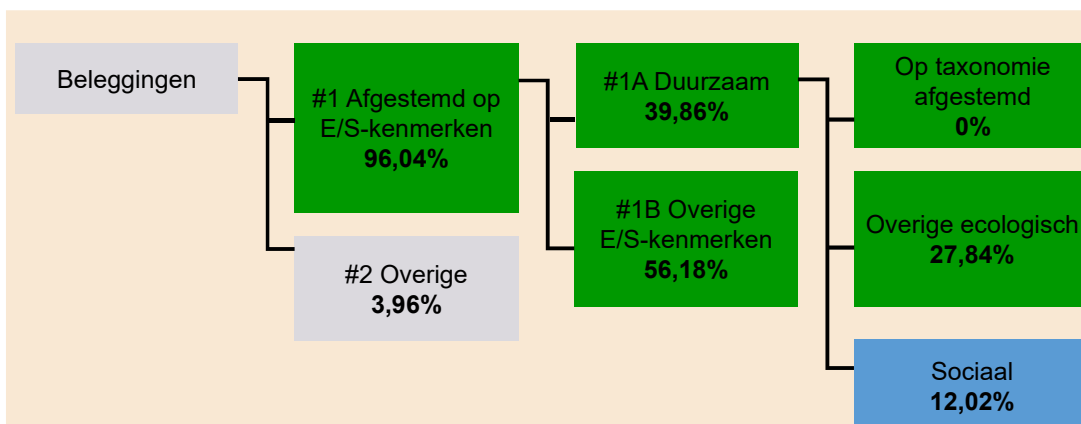 Beleggingen
#1 Afgestemd op
E/S-kenmerken
96,04%
#2 Overige
3,96%
#1A Duurzaam
39,86%
#1B Overige
E/S-kenmerken
56,18%
Op taxonomie
afgestemd
0%
Overige ecologisch
27,84%
Sociaal
12,02%